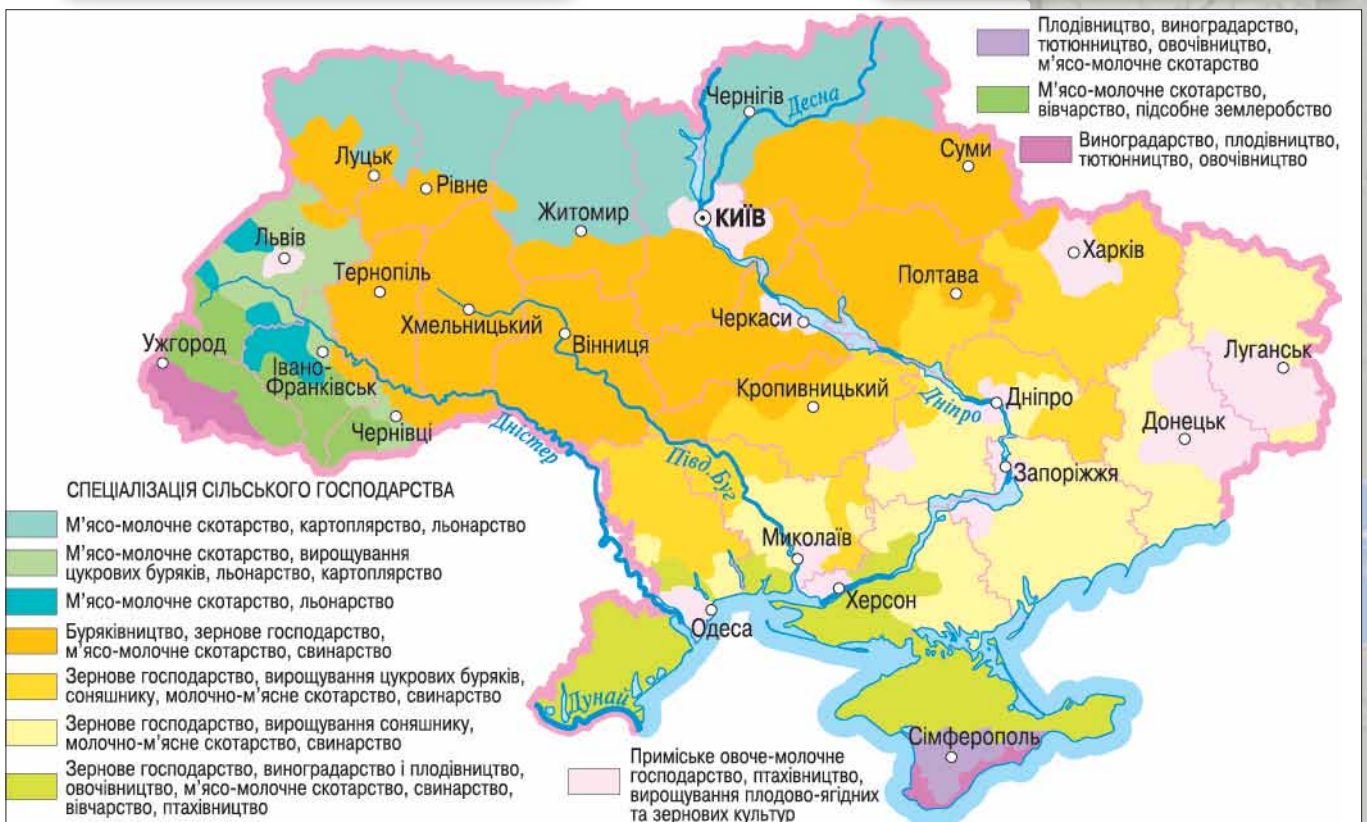 Плодівництво, виноградарство,
тютюнництво, овочівництво,
м’ясо-молочне скотарство
М’ясо-молочне скотарство,
вівчарство, підсобне землеробство
Виноградарство, плодівництво,
тютюнництво, овочівництво
Чернігів
Десна
Луцьк
Рівне
Суми
Житомир
КИЇВ
Львів
Харків
Тернопіль
Полтава
Хмельницький
Черкаси
Вінниця
Ужгород
Луганськ
Івано-
Франківськ
Кропивницький
Дніпро
Дніпро
Чернівці
Донецьк
Дністер
Півд. Буг
Запоріжжя
Миколаїв
Херсон
Одеса
Дунай
Сімферополь
СПЕЦІАЛІЗАЦІЯ СІЛЬСЬКОГО ГОСПОДАРСТВА
М’ясо-молочне скотарство, картоплярство, льонарство
М’ясо-молочне скотарство, вирощування
цукрових буряків, льонарство, картоплярство
М’ясо-молочне скотарство, льонарство
Буряківництво, зернове господарство,
м’ясо-молочне скотарство, свинарство
Зернове господарство, вирощування цукрових буряків,
соняшнику, молочно-м’ясне скотарство, свинарство
Зернове господарство, вирощування соняшнику,
молочно-м’ясне скотарство, свинарство
Зернове господарство, виноградарство і плодівництво,
овочівництво, м’ясо-молочне скотарство, свинарство,
вівчарство, птахівництво
Приміське овоче-молочне
господарство, птахівництво,
вирощування плодово-ягідних
та зернових культур